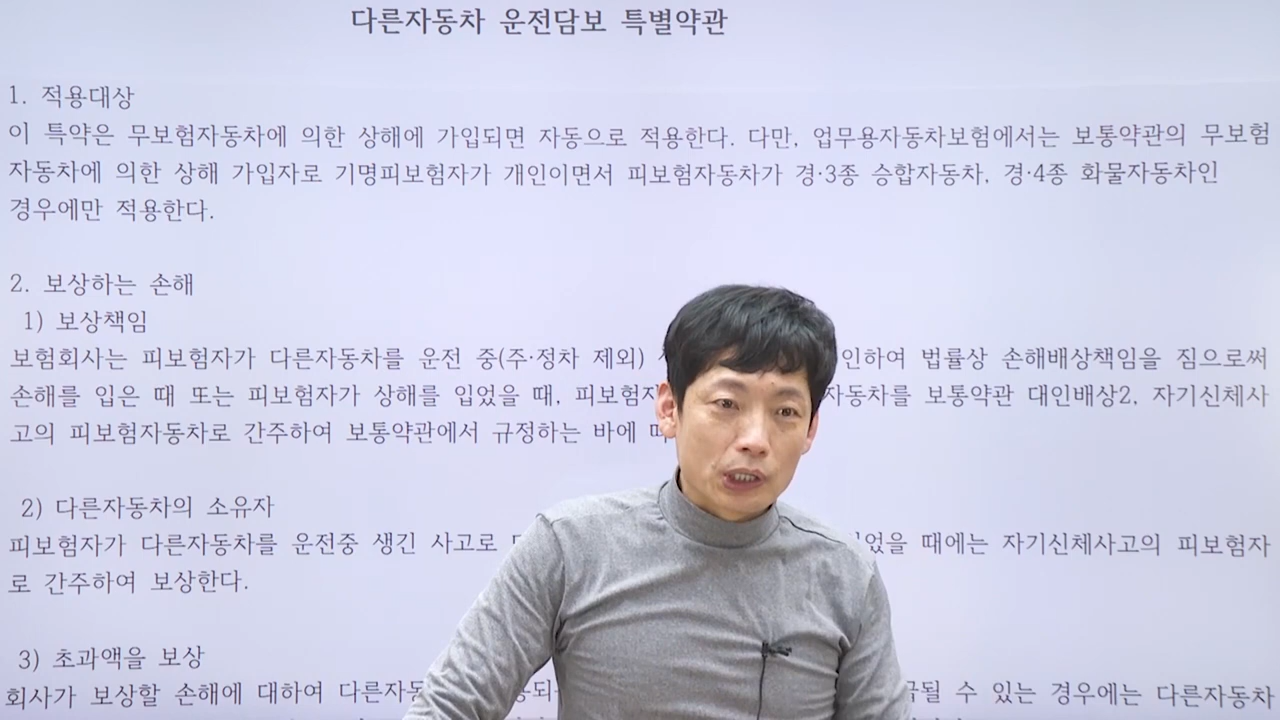 다른자동차 운전담보 특별약관
1. 적용대상
이 특약은 무보험자동차에 의한 상해에 가입되면 자동으로 적용한다. 다만, 업무용자동차보험에서는 보통약관의 무보험
자동차에 의한 상해 가입자로 기명피보험자가 개인이면서 피보험자동차가 경·3종 승합자동차, 경·4종 화물자동차인
경우에만 적용한다.
2. 보상하는 손해
1) 보상책임
보험회사는 피보험자가 다른자동차를 운전 중(주·정차 제외) 인하여 법률상 손해배상책임을 짐으로써
손해를 입은 때 또는 피보험자가 상해를 입었을 때, 피보험자 자동차를 보통약관 대인배상2, 자기신체사
고의 피보험자동차로 간주하여 보통약관에서 규정하는 바에
2) 다른자동차의 소유자
피보험자가 다른자동차를 운전중 생긴 사고로 었을 때에는 자기신체사고의 피보험자
로 간주하여 보상한다.
3) 초과액을 보상
회사가 보상할 손해에 대하여 다른자동 될 수 있는 경우에는 다른자동차